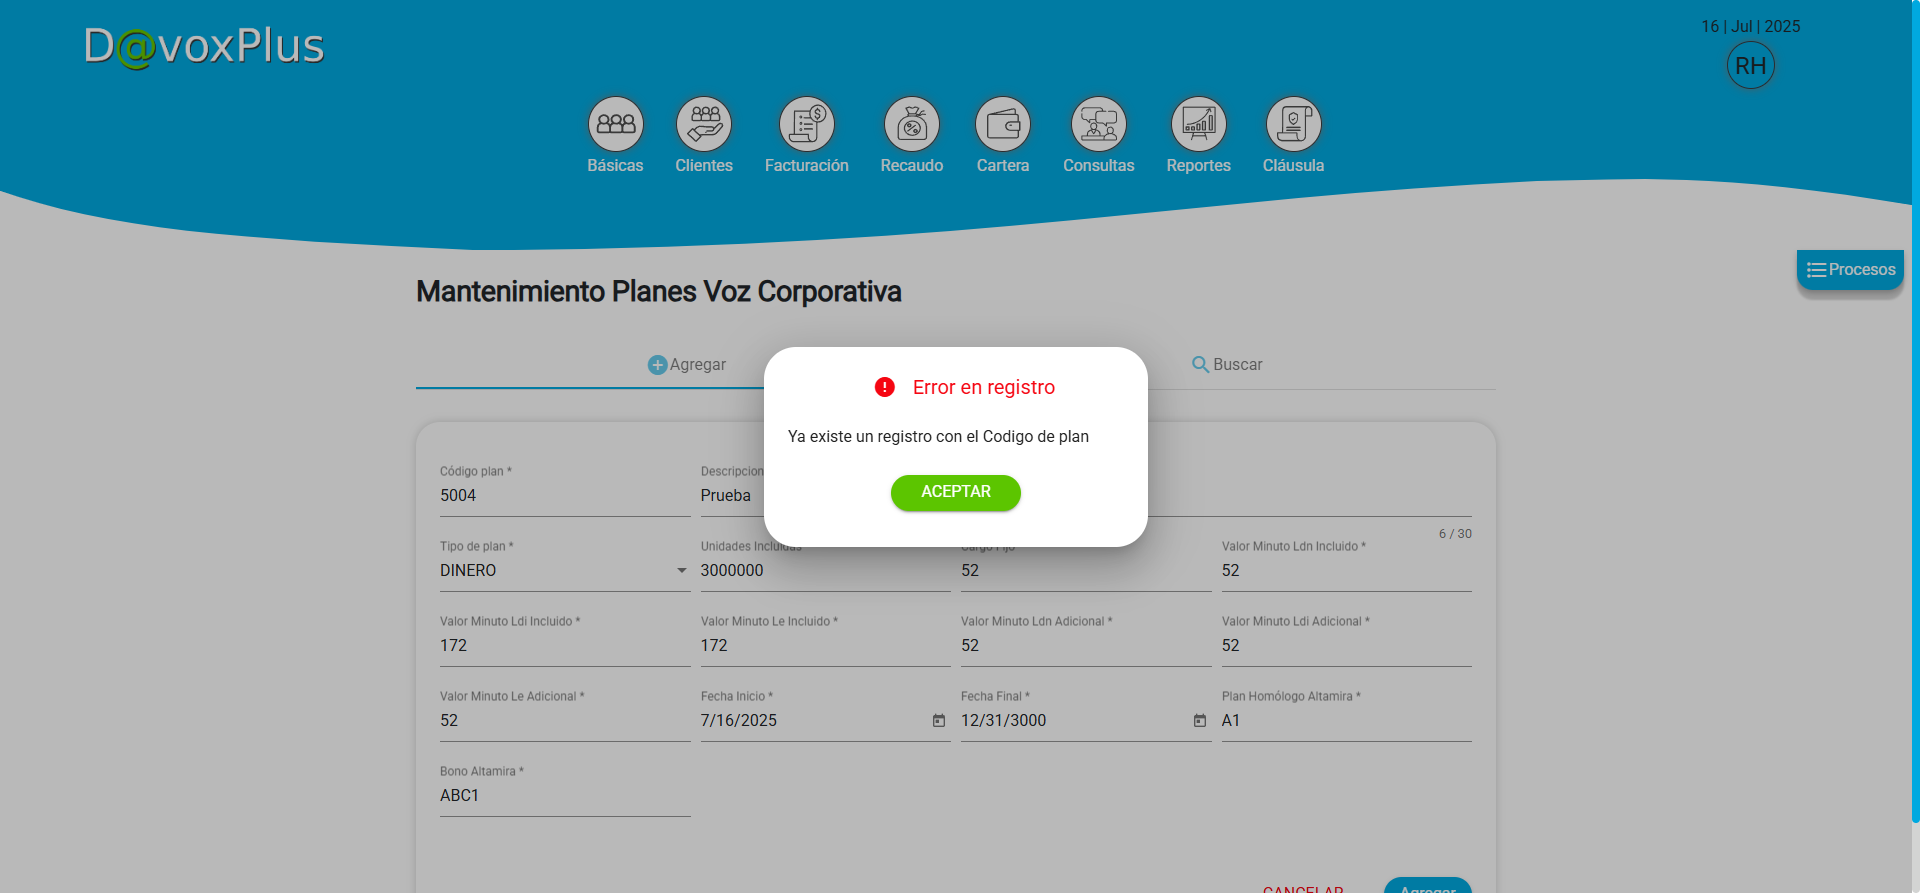 D@voxPlus
16 | Jul | 2025
RH
Básicas
Clientes
Facturación
Recaudo
Cartera
Consultas
Reportes
Cláusula
Procesos
Mantenimiento Planes Voz Corporativa
Agregar
Buscar
Error en registro
Ya existe un registro con el Codigo de plan
ACEPTAR
Código plan *
5004
Descripcion
Prueba
6 / 30
Tipo de plan *
DINERO
Unidades Incluidas
3000000
Cargo Fijo
52
Valor Minuto Ldn Incluido *
52
Valor Minuto Ldi Incluido *
172
Valor Minuto Le Incluido *
172
Valor Minuto Ldn Adicional *
52
Valor Minuto Ldi Adicional *
52
Valor Minuto Le Adicional *
52
Fecha Inicio *
7/16/2025
Fecha Final *
12/31/3000
Plan Homólogo Altamira *
A1
Bono Altamira *
ABC1
CANCELAR
Agregar